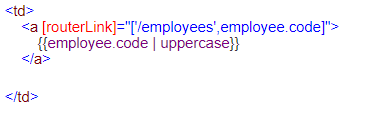 <td>
<a [routerLink]="['/employees',employee.code]">
{{employee.code | uppercase}}
</a>
</td>